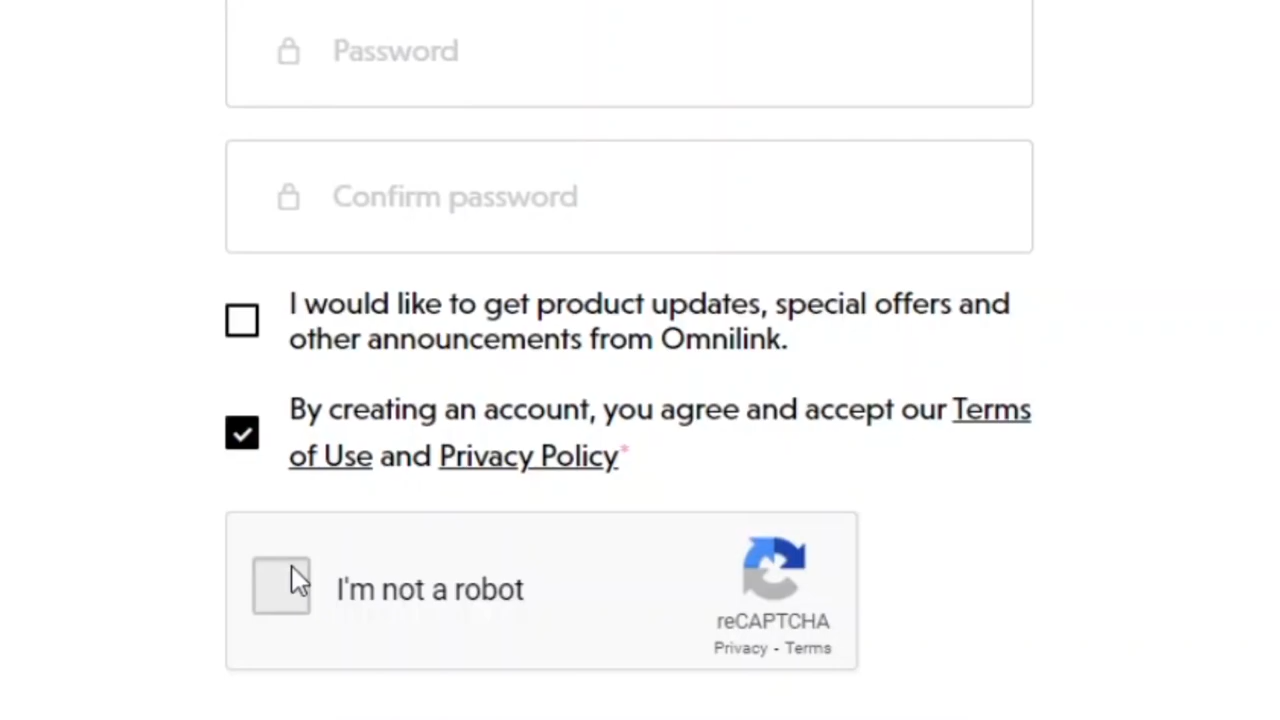 Password
Confirm password
I would like to get product updates, special offers and
other announcements from Omnilink.
By creating an account, you agree and accept our Terms
of Use and Privacy Policy*
I'm not a robot
reCAPTCHA
Privacy - Terms